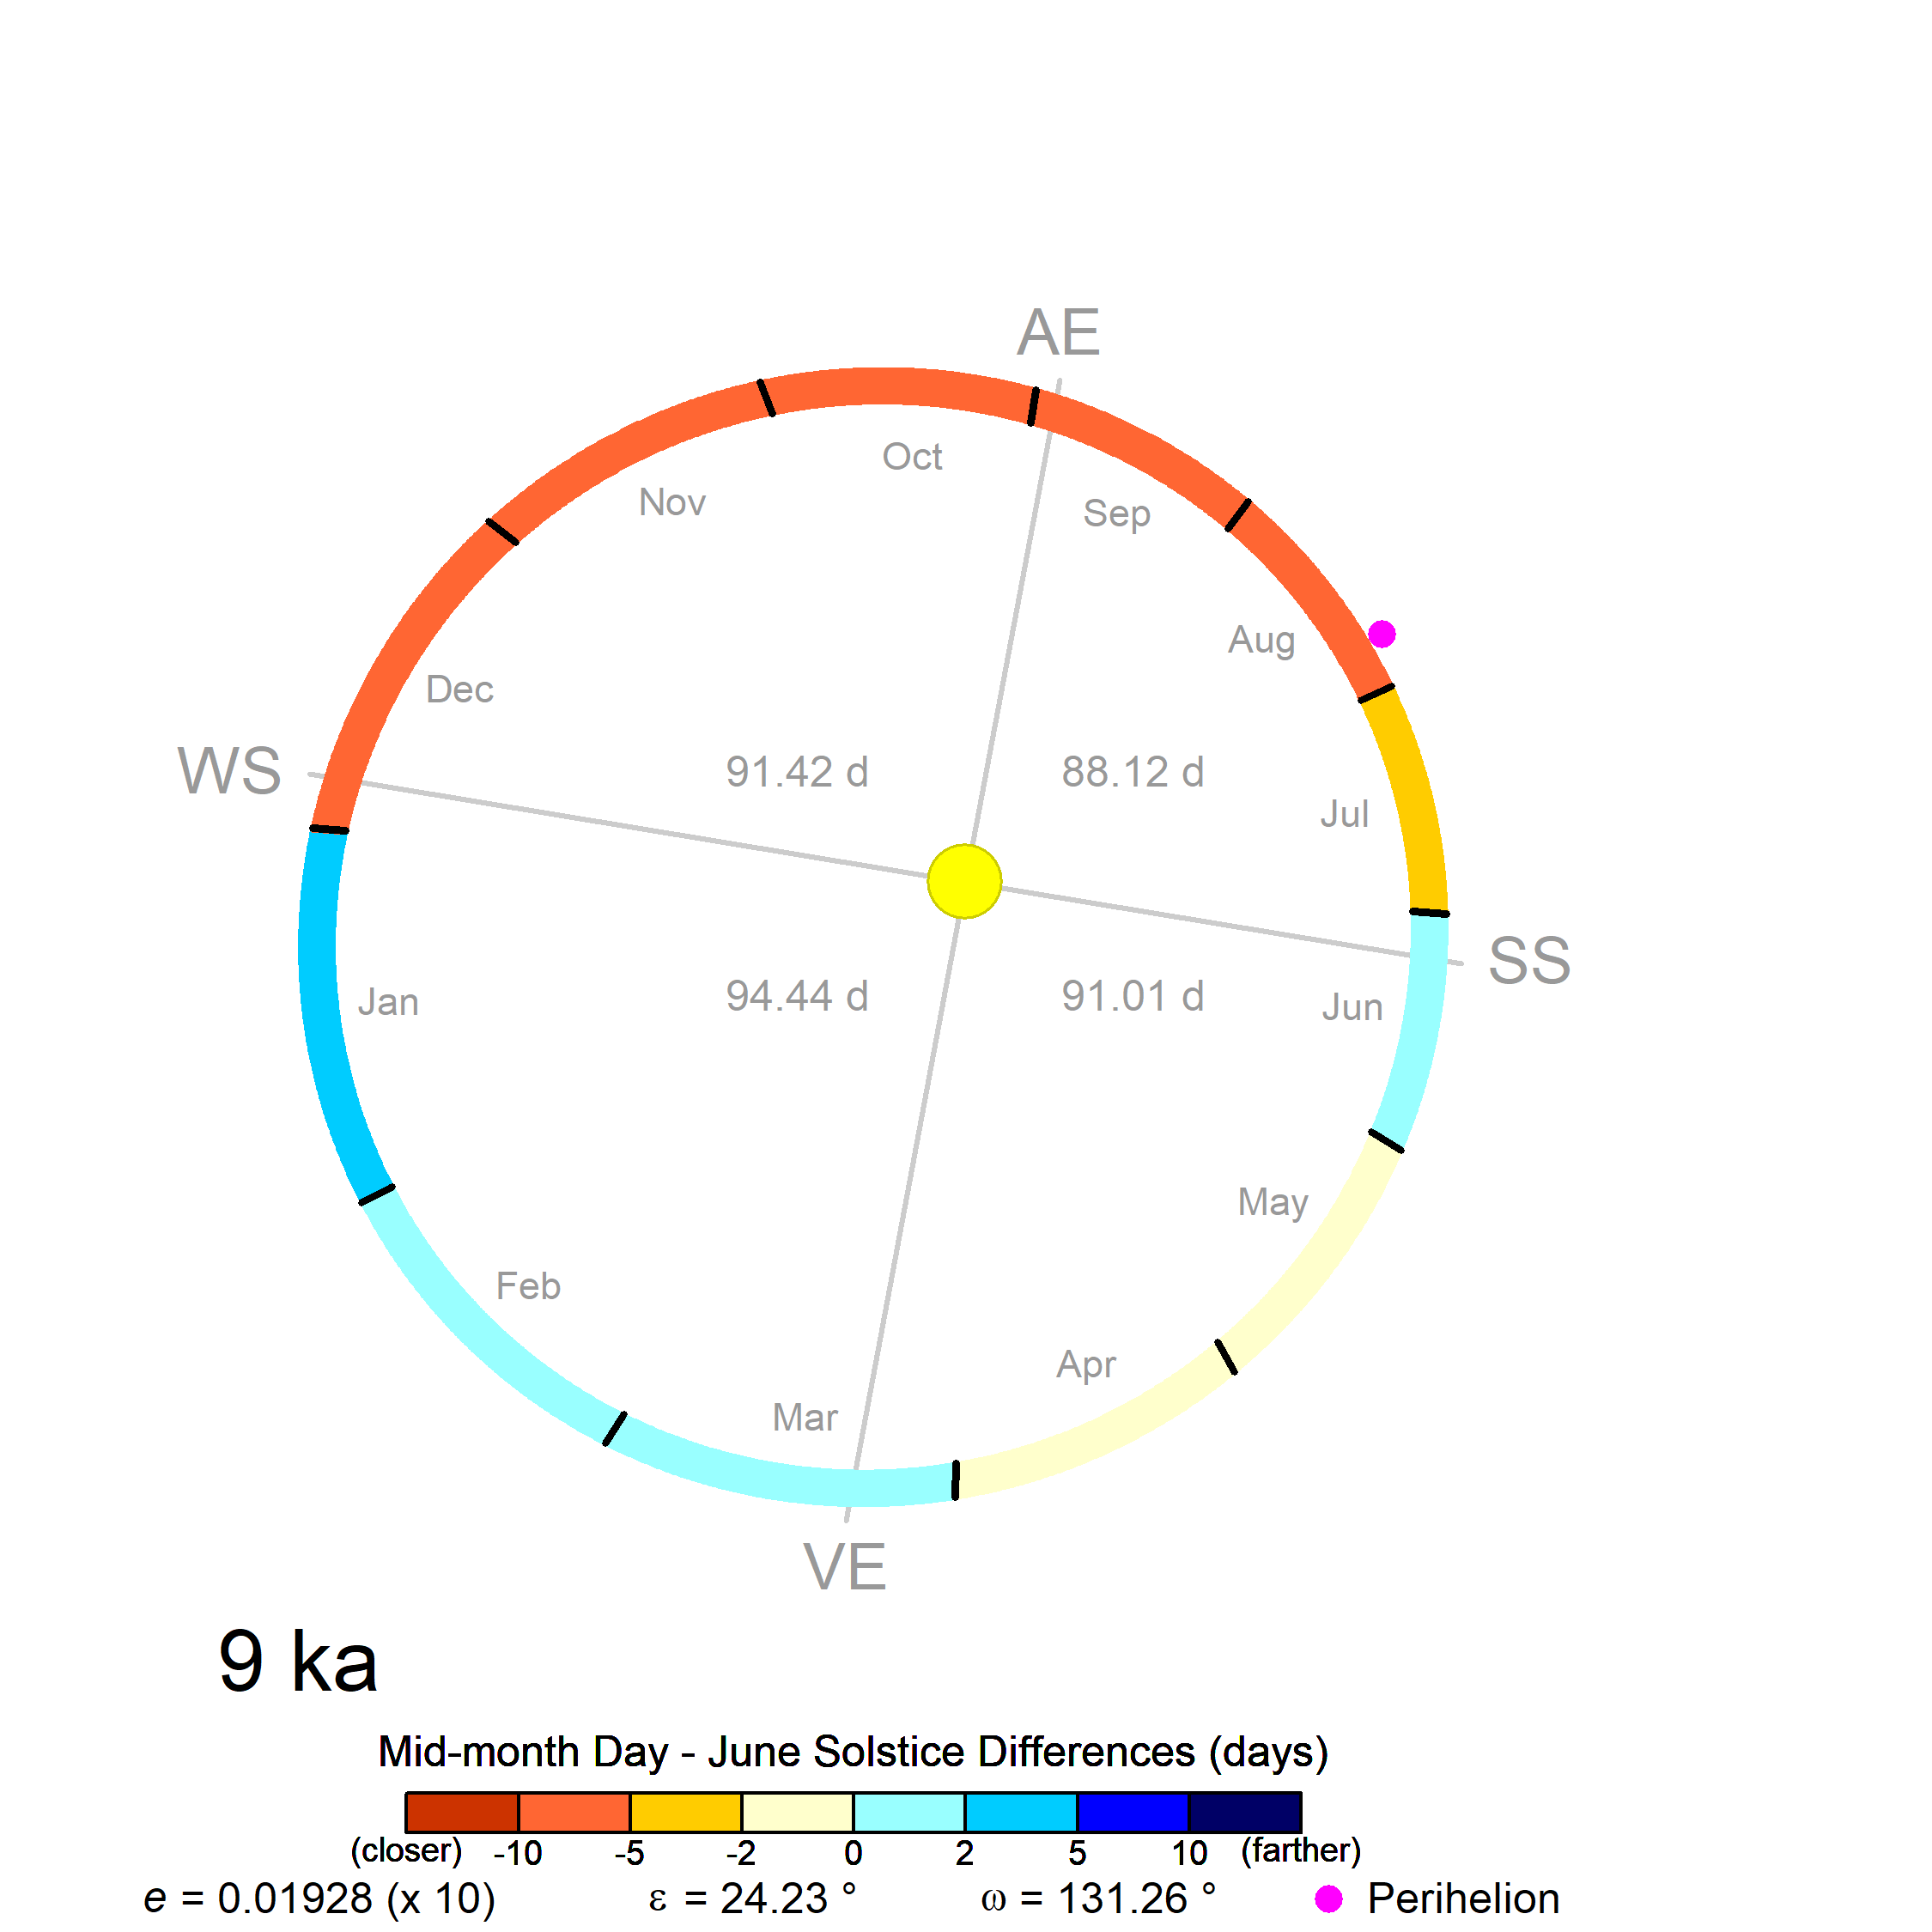 AE
Oct
Nov
Sep
Aug
Dec
WS
91.42 d
88.12 d
Jul
SS
Jan
94.44 d
91.01 d
Jun
May
Feb
Apr
Mar
VE
9 ka
Mid-month Day - June Solstice Differences (days)
(closer) -10 -5 -2 0 2 5 10 (farther)
e = 0.01928 (x 10) ε = 24.23 ° ω = 131.26 ° Perihelion